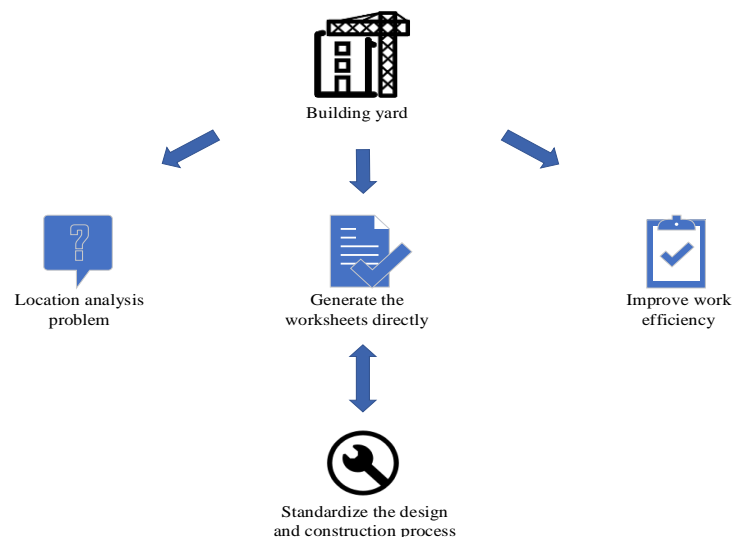 Building yard
Location analysis
problem
Generate the
worksheets directly
Improve work
efficiency
Standardize the design
and construction process